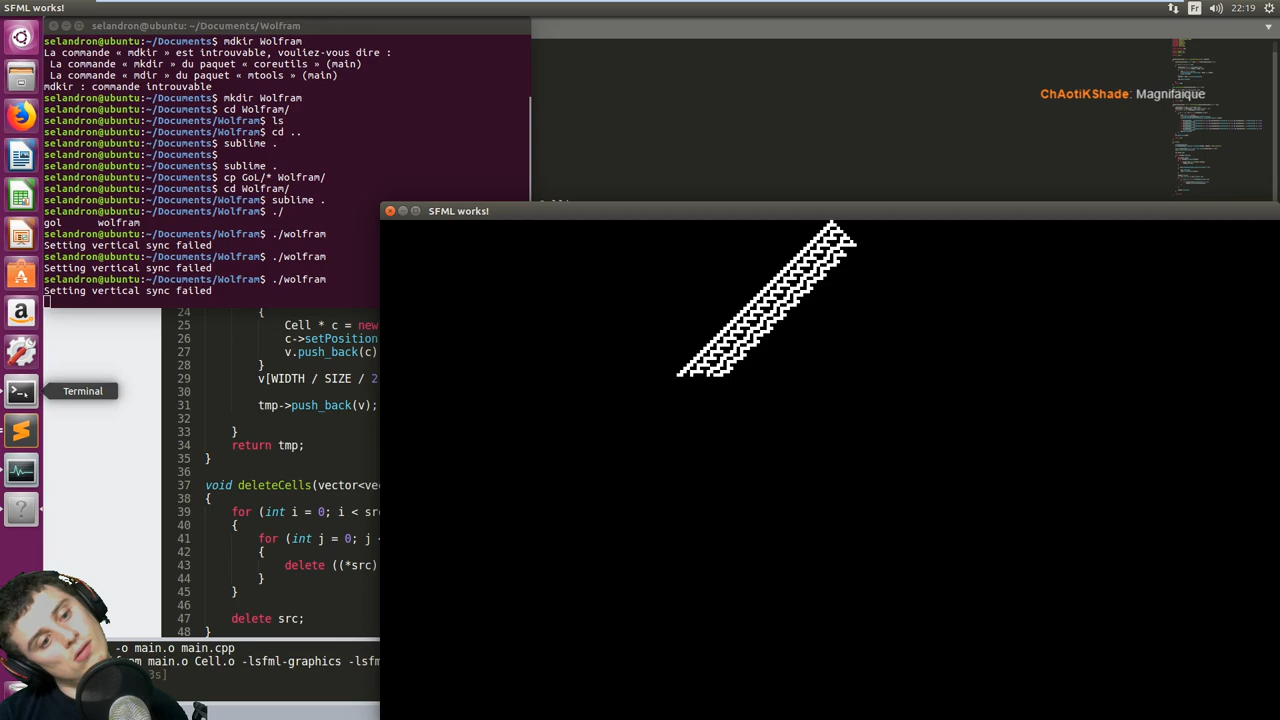 SFML works!
Fr
22:19
selandron@ubuntu: ~/Documents/Wolfram
selandron@ubuntu:~/Documents$ mdkir Wolfram
La commande « mdkir » est introuvable, vouliez-vous dire :
La commande « mkdir » du paquet « coreutils » (main)
La commande « mdir » du paquet « mtools » (main)
mdkir : commande introuvable
selandron@ubuntu:~/Documents$ mkdir Wolfram
selandron@ubuntu:~/Documents$ cd Wolfram/
selandron@ubuntu:~/Documents/Wolfram$ ls
selandron@ubuntu:~/Documents/Wolfram$ cd ..
selandron@ubuntu:~/Documents$ sublime .
selandron@ubuntu:~/Documents$
selandron@ubuntu:~/Documents$ sublime .
selandron@ubuntu:~/Documents$ cp GoL/* Wolfram/
selandron@ubuntu:~/Documents$ cd Wolfram/
selandron@ubuntu:~/Documents/Wolfram$ sublime .
selandron@ubuntu:~/Documents/Wolfram$ ./
gol wolfram
selandron@ubuntu:~/Documents/Wolfram$ ./wolfram
Setting vertical sync failed
selandron@ubuntu:~/Documents/Wolfram$ ./wolfram
Setting vertical sync failed
selandron@ubuntu:~/Documents/Wolfram$ ./wolfram
Setting vertical sync failed
ChAotiKShade: Magnifaique
SFML works!
Terminal
24 {
25 Cell * c = new
26 c->setPosition
27 v.push_back(c)
28 }
29 v[WIDTH / SIZE / 2
30
31 tmp->push_back(v);
32
33 }
34 return tmp;
35 }
36
37 void deleteCells(vector<ve
38 {
39 for (int i = 0; i < sr
40 {
41 for (int j = 0; j
42 {
43 delete ((*src)
44 }
45 }
46
47 delete src;
48 }
-o main.o main.cpp
main.o Cell.o -lsfml-graphics -lsfm
s]